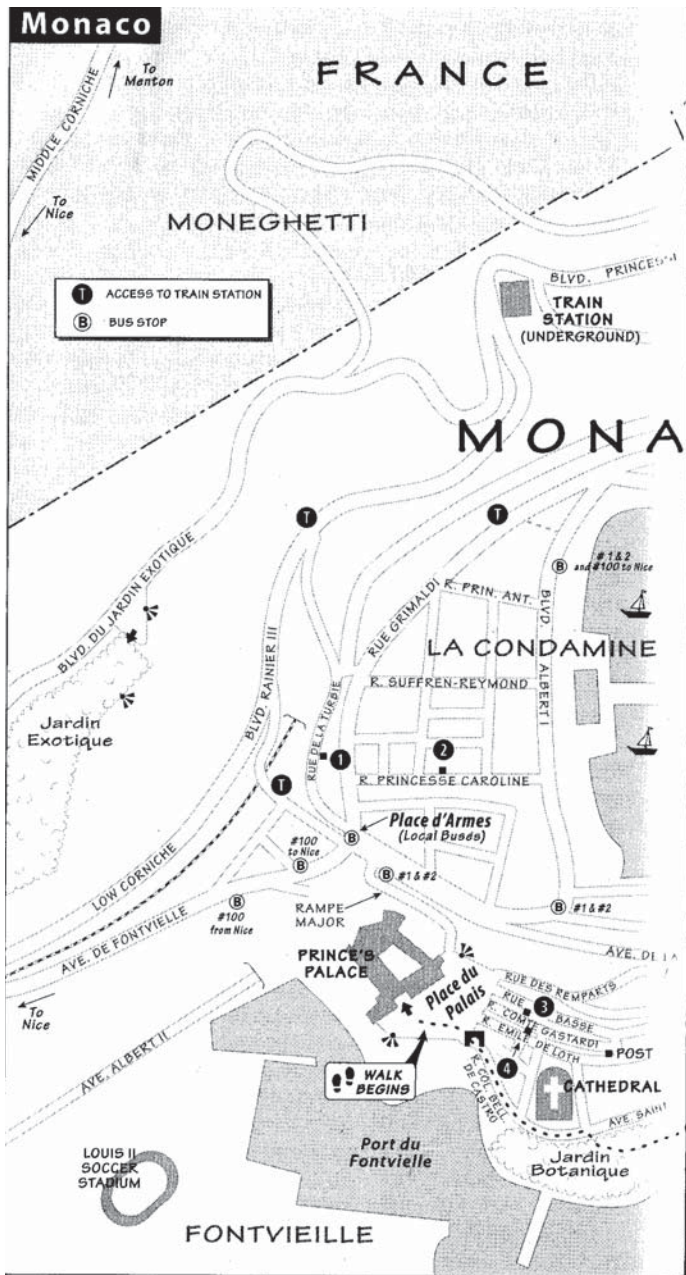 Monaco
FRANCE
To
Menton
MIDDLE CORNICHE
To
Nice
MONEGHETTI
T ACCESS TO TRAIN STATION
B BUS STOP
BLVD. PRINCESS
TRAIN
STATION
(UNDERGROUND)
MONA
T
T
BLVD. DU JARDIN EXOTIQUE
B
# 1 & 2
and #100 to Nice
R. PRIN. ANT.
RUE GRIMALDI
BLVD. ALBERT I
LA CONDAMINE
BLVD. RAINIER III
R. SUFFREN-REYMOND
Jardin
Exotique
RUE DE LA TURBIE
1
2
T
R. PRINCESSE CAROLINE
Place d'Armes
(Local Buses)
B
#100
to Nice
B
B
#1 & #2
LOW CORNICHE
B
#100
from Nice
B
#1 & #2
RAMPE
MAJOR
AVE. DE FONTVIELLE
PRINCE'S
PALACE
AVE. DE LA
Place du
Palais
RUE DES REMPARTS
To
Nice
RUE BASSE
3
R. COMTE GASTARDI
R. EMILE DE LOTH
POST
AVE. ALBERT II
WALK
BEGINS
4
R. COL. BELL.
DE CASTRO
CATHEDRAL
AVE. SAINT
Port du
Fontvielle
Jardin
Botanique
LOUIS II
SOCCER
STADIUM
FONTVIEILLE